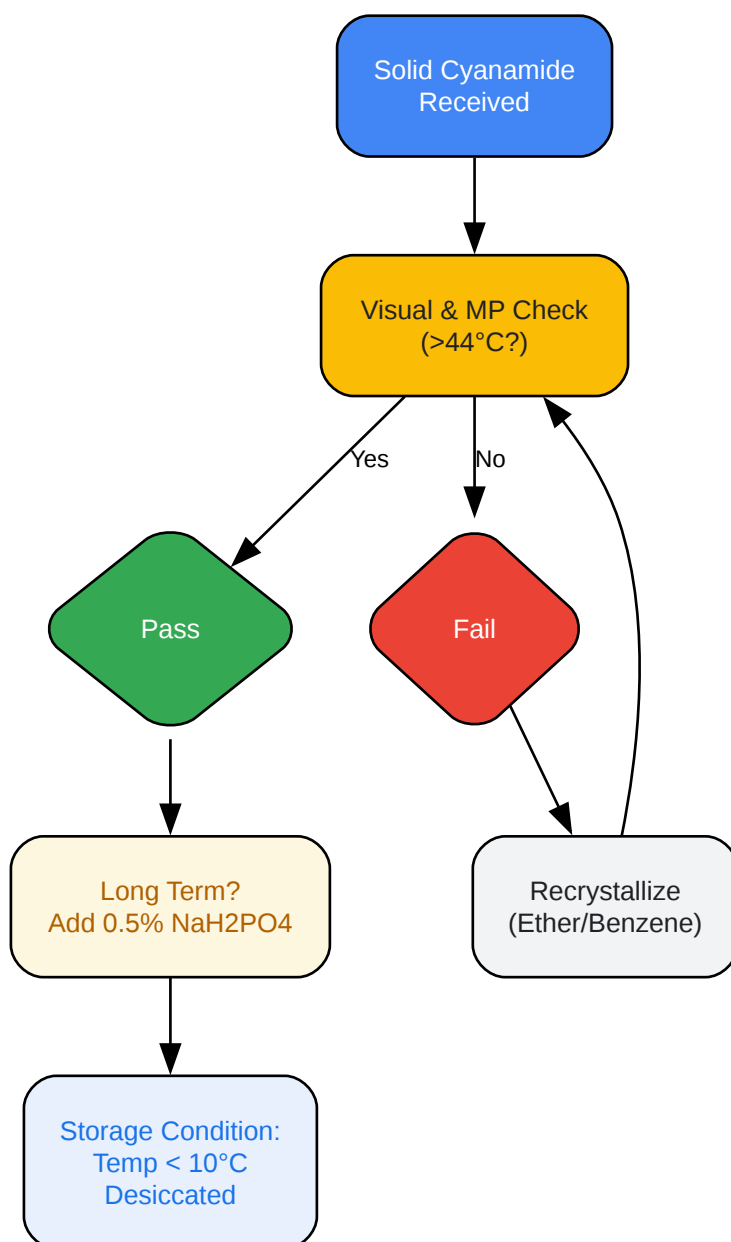 Solid Cyanamide
Received
Visual & MP Check
(>44°C?)
Yes
No
Pass
Fail
Long Term?
Add 0.5% NaH2PO4
Recrystallize
(Ether/Benzene)
Storage Condition:
Temp < 10°C
Desiccated